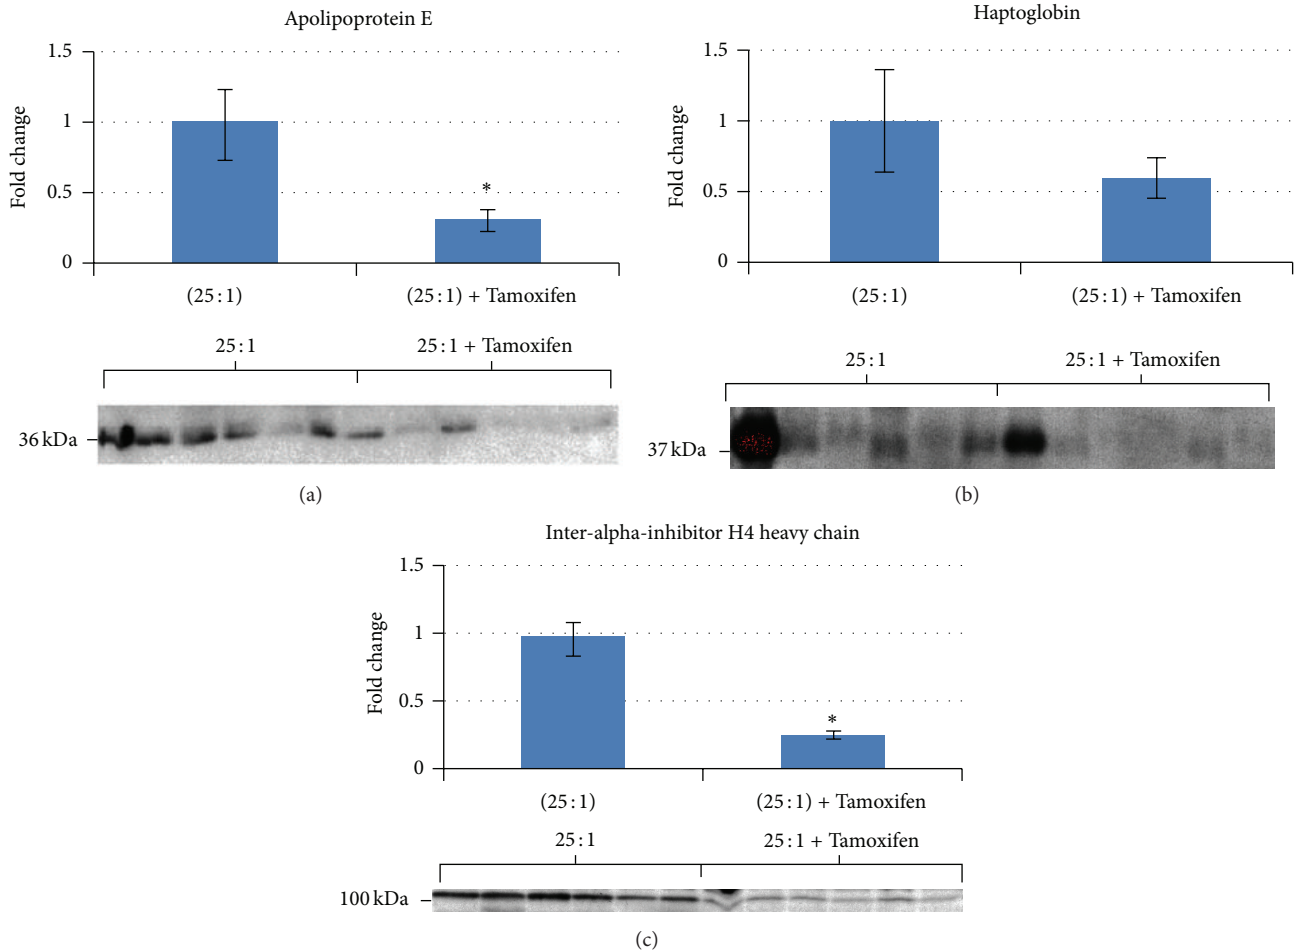 Apolipoprotein E
1.5
1
0.5
0
Fold change
*
(25:1)
(25:1) + Tamoxifen
25:1
25:1 + Tamoxifen
36 kDa
(a)
Haptoglobin
1.5
1
0.5
0
Fold change
(25:1)
(25:1) + Tamoxifen
25:1
25:1 + Tamoxifen
37 kDa
(b)
Inter-alpha-inhibitor H4 heavy chain
1.5
1
0.5
0
Fold change
*
(25:1)
(25:1) + Tamoxifen
25:1
25:1 + Tamoxifen
100 kDa
(c)